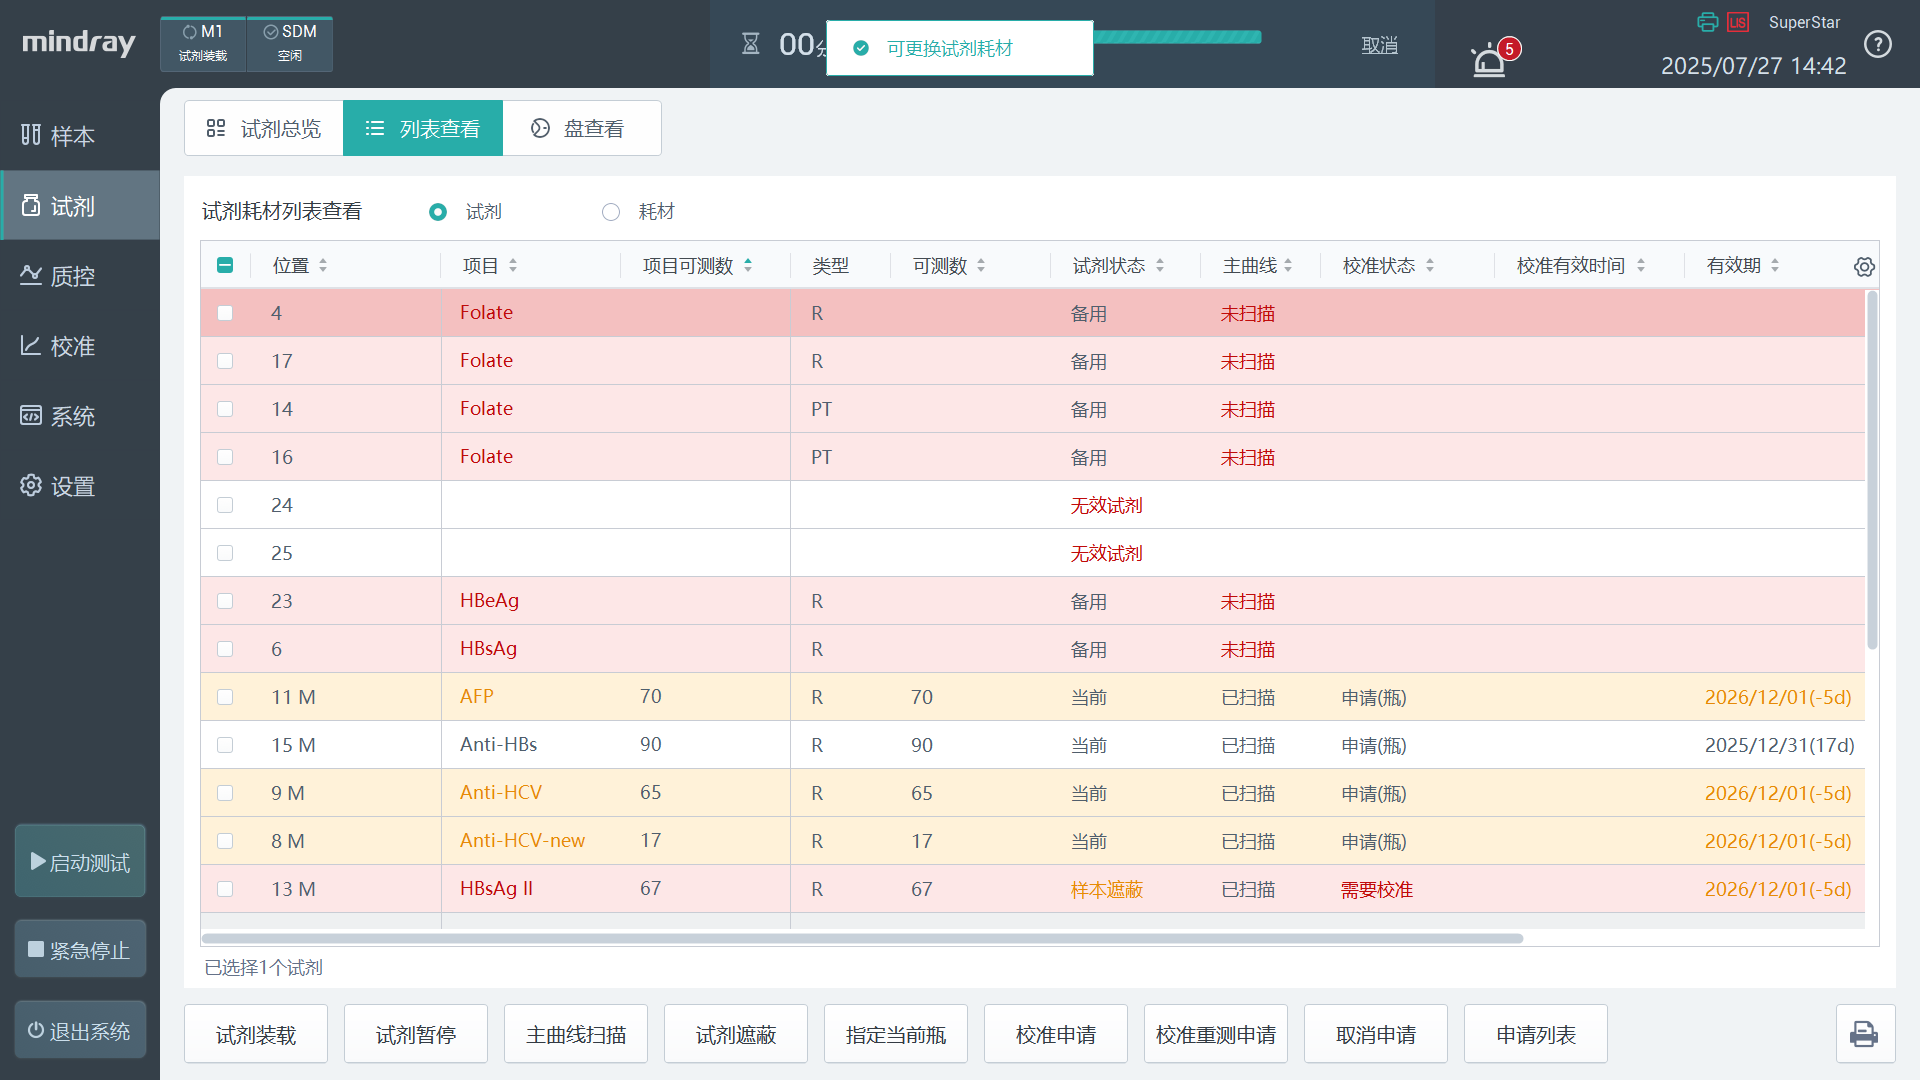 mindray
M1
试剂装载
SDM
空闲
00
可更换试剂耗材
取消
5
LIS
SuperStar
2025/07/27 14:42
?
样本
试剂
质控
校准
系统
设置
启动测试
紧急停止
退出系统
试剂总览
列表查看
盘查看
试剂耗材列表查看 试剂 耗材
位置 项目 项目可测数 类型 可测数 试剂状态 主曲线 校准状态 校准有效时间 有效期
4 Folate R 备用 未扫描
17 Folate R 备用 未扫描
14 Folate PT 备用 未扫描
16 Folate PT 备用 未扫描
24 无效试剂
25 无效试剂
23 HBeAg R 备用 未扫描
6 HBsAg R 备用 未扫描
11 M AFP 70 R 70 当前 已扫描 申请(瓶) 2026/12/01(-5d)
15 M Anti-HBs 90 R 90 当前 已扫描 申请(瓶) 2025/12/31(17d)
9 M Anti-HCV 65 R 65 当前 已扫描 申请(瓶) 2026/12/01(-5d)
8 M Anti-HCV-new 17 R 17 当前 已扫描 申请(瓶) 2026/12/01(-5d)
13 M HBsAg II 67 R 67 样本遮蔽 已扫描 需要校准 2026/12/01(-5d)
已选择1个试剂
试剂装载 试剂暂停 主曲线扫描 试剂遮蔽 指定当前瓶 校准申请 校准重测申请 取消申请 申请列表